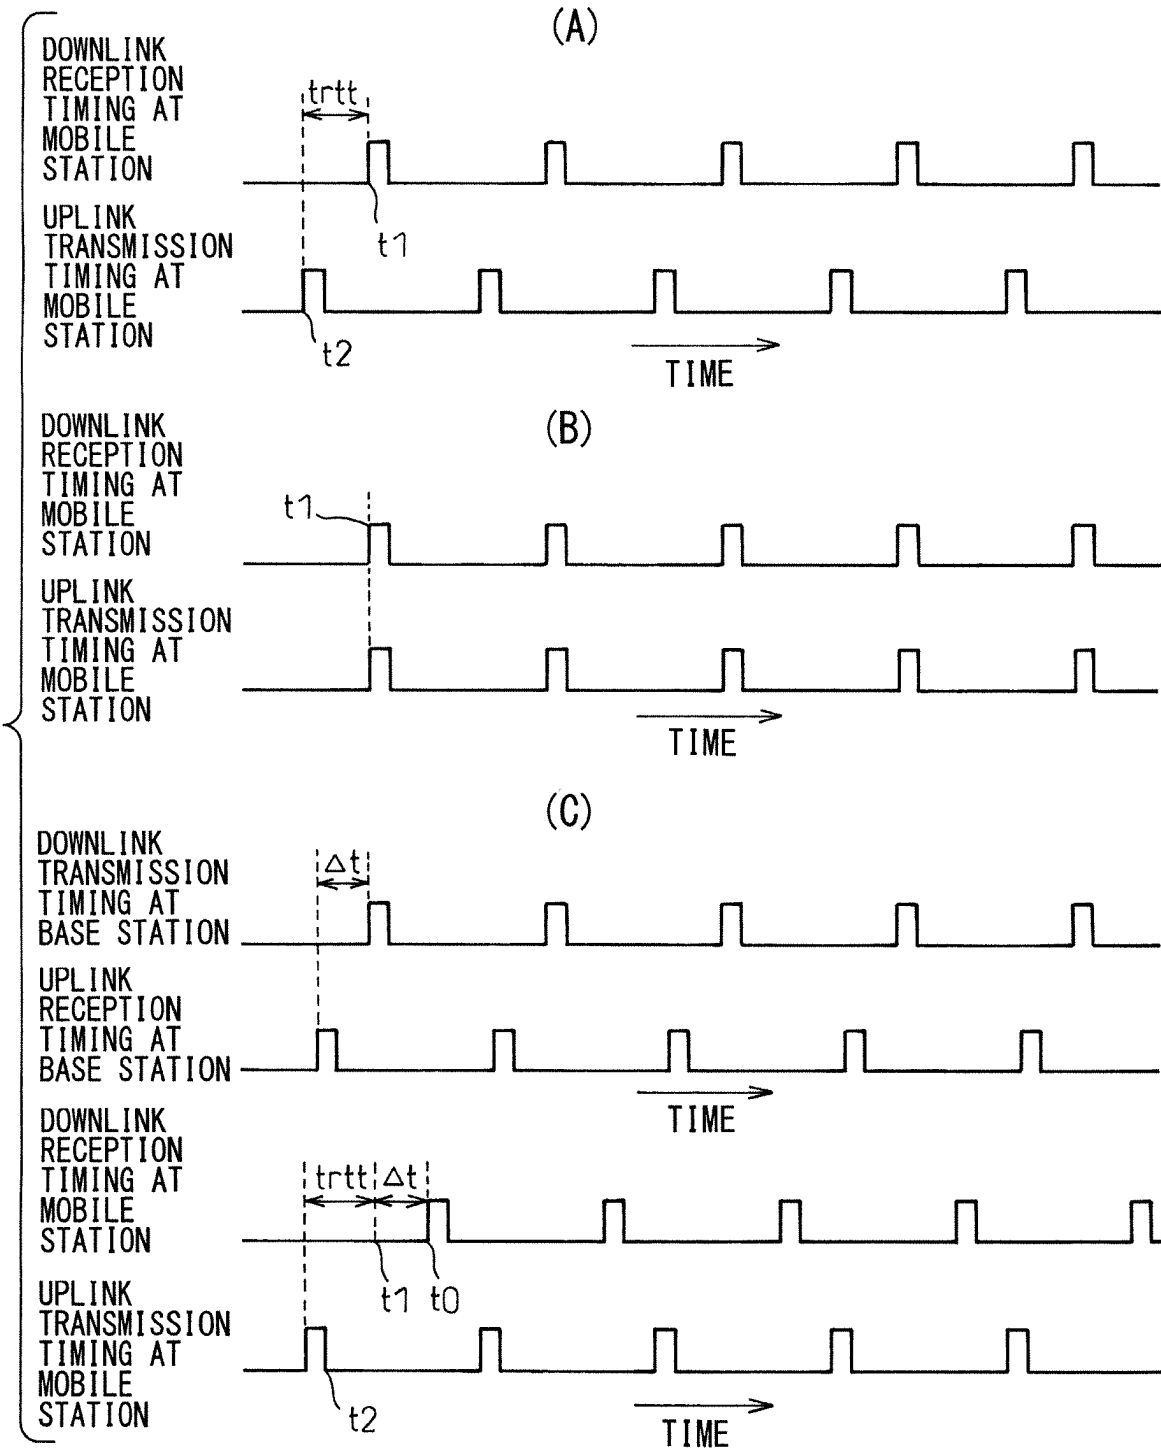 (A)
DOWNLINK
RECEPTION
TIMING AT
MOBILE
STATION
trtt
t1
UPLINK
TRANSMISSION
TIMING AT
MOBILE
STATION
t2
TIME
(B)
DOWNLINK
RECEPTION
TIMING AT
MOBILE
STATION
t1
UPLINK
TRANSMISSION
TIMING AT
MOBILE
STATION
TIME
(C)
DOWNLINK
TRANSMISSION
TIMING AT
BASE STATION
Δt
UPLINK
RECEPTION
TIMING AT
BASE STATION
TIME
DOWNLINK
RECEPTION
TIMING AT
MOBILE
STATION
trtt Δt
t1 t0
UPLINK
TRANSMISSION
TIMING AT
MOBILE
STATION
t2
TIME